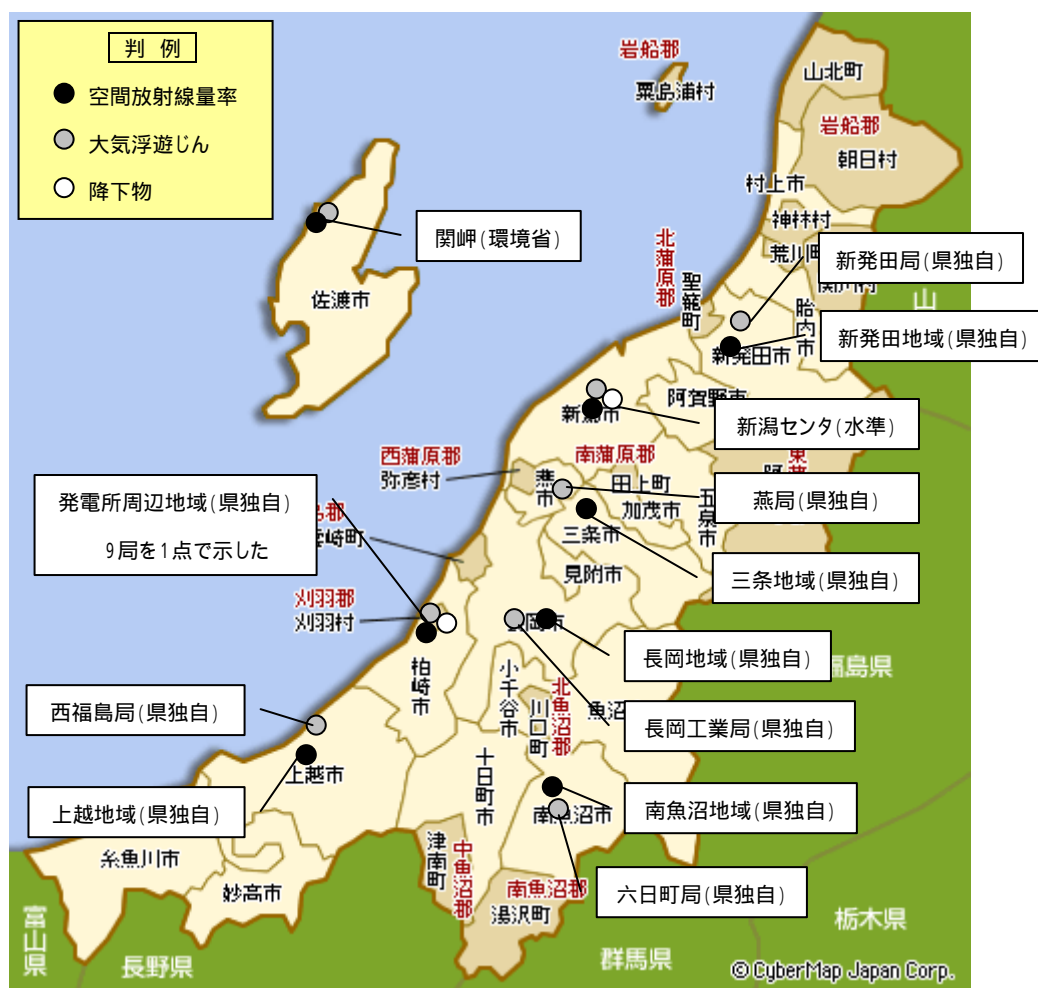 判 例
空間放射線量率
大気浮遊じん
降下物
岩船郡
粟島浦村
山北町
岩船郡
朝日村
村上市
神林村
荒川町
関川村
関岬(環境省)
佐渡市
北蒲原郡
聖籠町
新発田局(県独自)
胎内市
山
新発田地域(県独自)
新発田市
阿賀野市
新潟市
新潟センタ(水準)
西蒲原郡
弥彦村
南蒲原郡
田上町
燕市
加茂市
五泉市
東蒲
燕局(県独自)
三条市
三条地域(県独自)
見附市
発電所周辺地域(県独自)
9局を1点で示した
島郡
雲崎町
刈羽郡
刈羽村
柏崎市
長岡市
長岡地域(県独自)
福島県
小千谷市
川口町
北魚沼郡
魚沼
長岡工業局(県独自)
西福島局(県独自)
上越市
上越地域(県独自)
十日町市
南魚沼市
南魚沼地域(県独自)
糸魚川市
妙高市
津南町
中魚沼郡
南魚沼郡
湯沢町
六日町局(県独自)
富山県
長野県
群馬県
栃木県
© CyberMap Japan Corp.